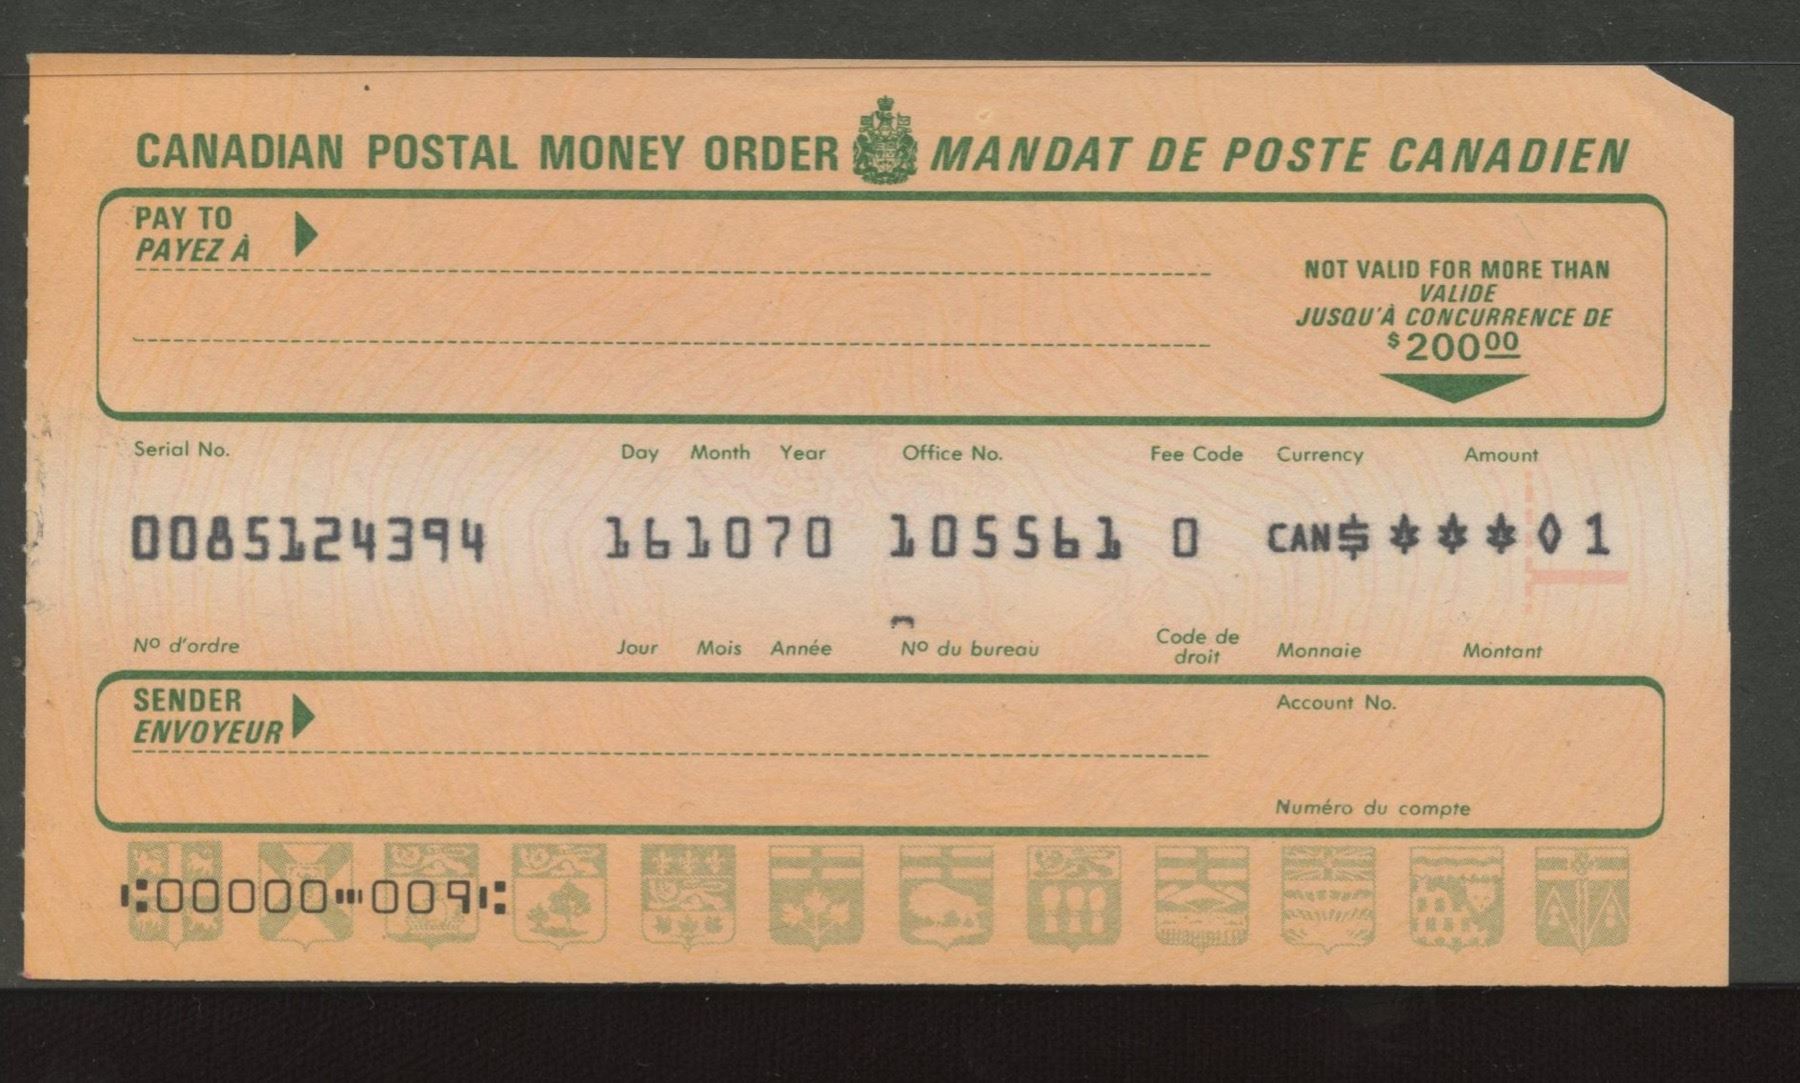 CANADIAN POSTAL MONEY ORDER MANDAT DE POSTE CANADIEN
PAY TO
PAYEZ À
NOT VALID FOR MORE THAN
VALIDE
JUSQU'À CONCURRENCE DE
$200 00
Serial No. Day Month Year Office No. Fee Code Currency Amount
0085124394 161070 105561 0 CAN$ ***◊1
Nº d'ordre Jour Mois Année Nº du bureau Code de droit Monnaie Montant
SENDER
ENVOYEUR
Account No.
Numéro du compte
⑆00000⑉009⑆